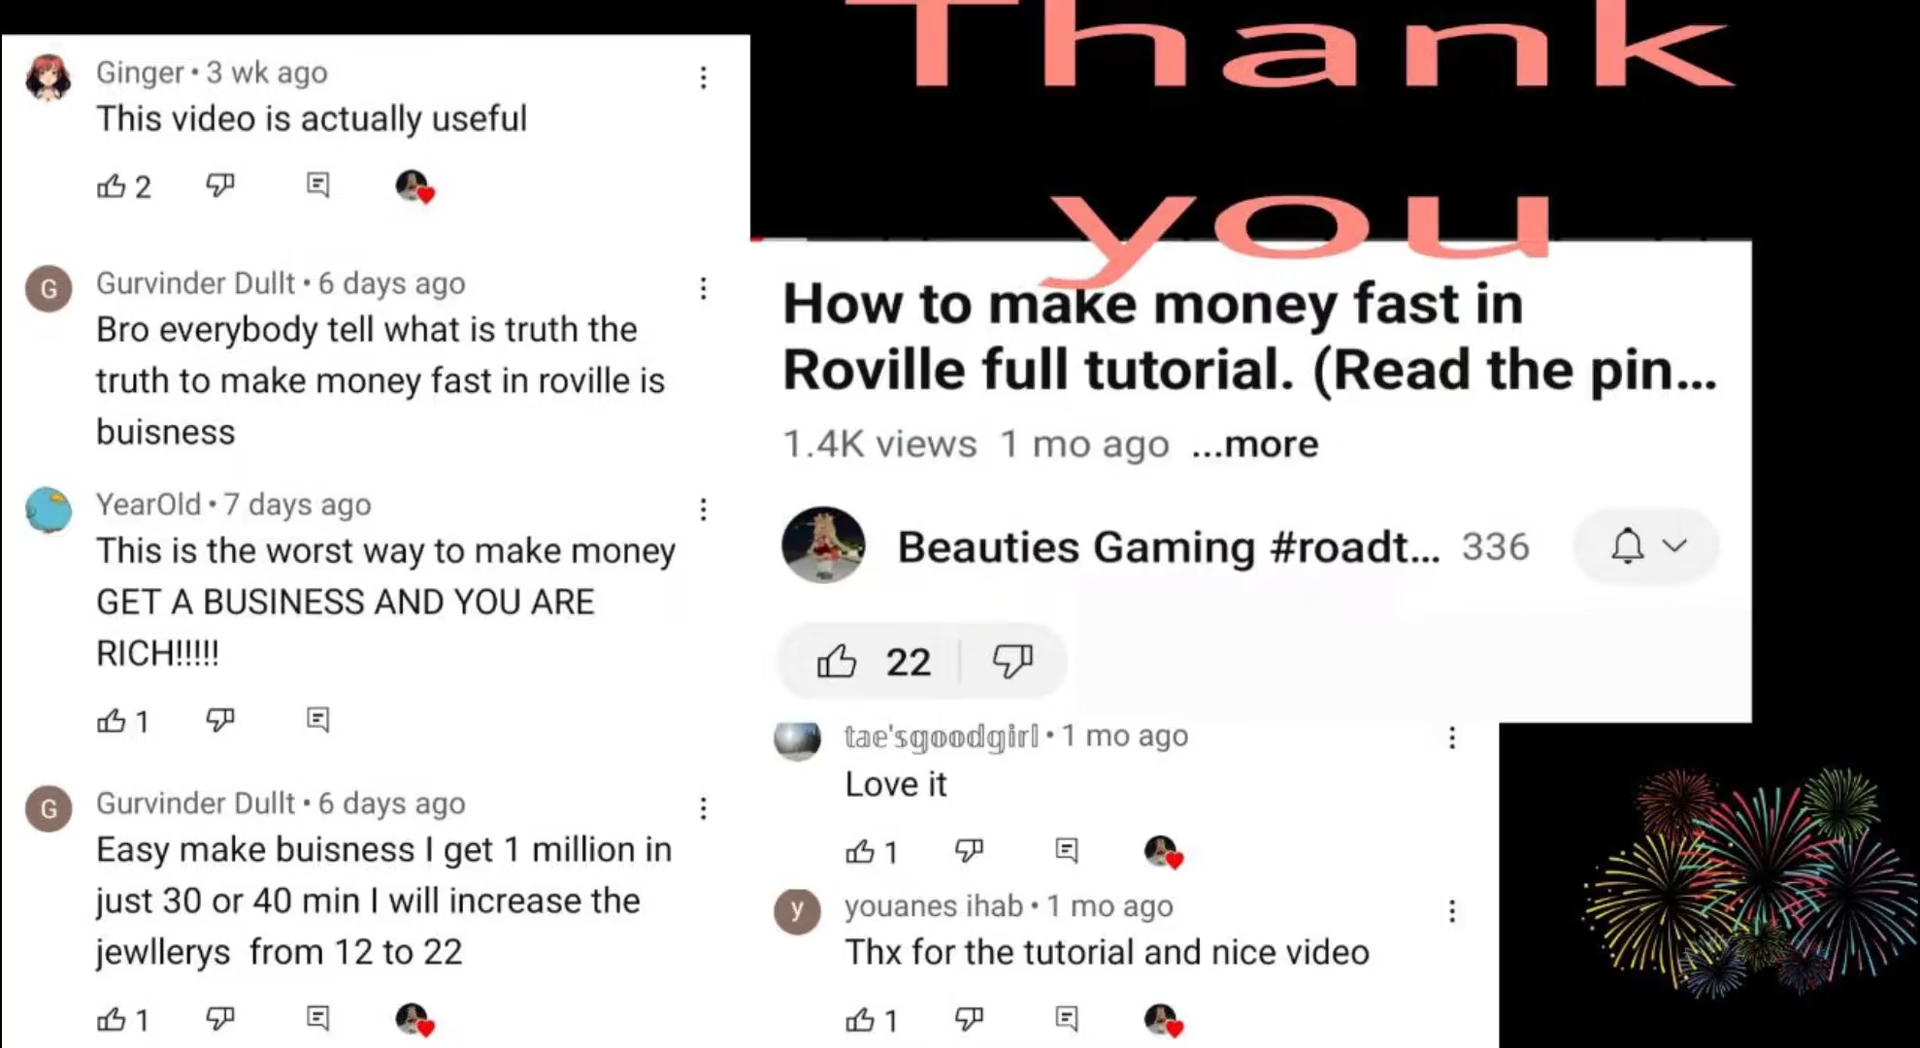 Ginger • 3 wk ago
This video is actually useful
2
G
Gurvinder Dullt • 6 days ago
Bro everybody tell what is truth the
truth to make money fast in roville is
buisness
YearOld • 7 days ago
This is the worst way to make money
GET A BUSINESS AND YOU ARE
RICH!!!!!
1
G
Gurvinder Dullt • 6 days ago
Easy make buisness I get 1 million in
just 30 or 40 min I will increase the
jewllerys from 12 to 22
1
Thank
you
How to make money fast in
Roville full tutorial. (Read the pin...
1.4K views 1 mo ago ...more
Beauties Gaming #roadt... 336
22
𝕥𝕒𝕖'𝕤𝕘𝕠𝕠𝕕𝕘𝕚𝕣𝕝 • 1 mo ago
Love it
1
y
youanes ihab • 1 mo ago
Thx for the tutorial and nice video
1